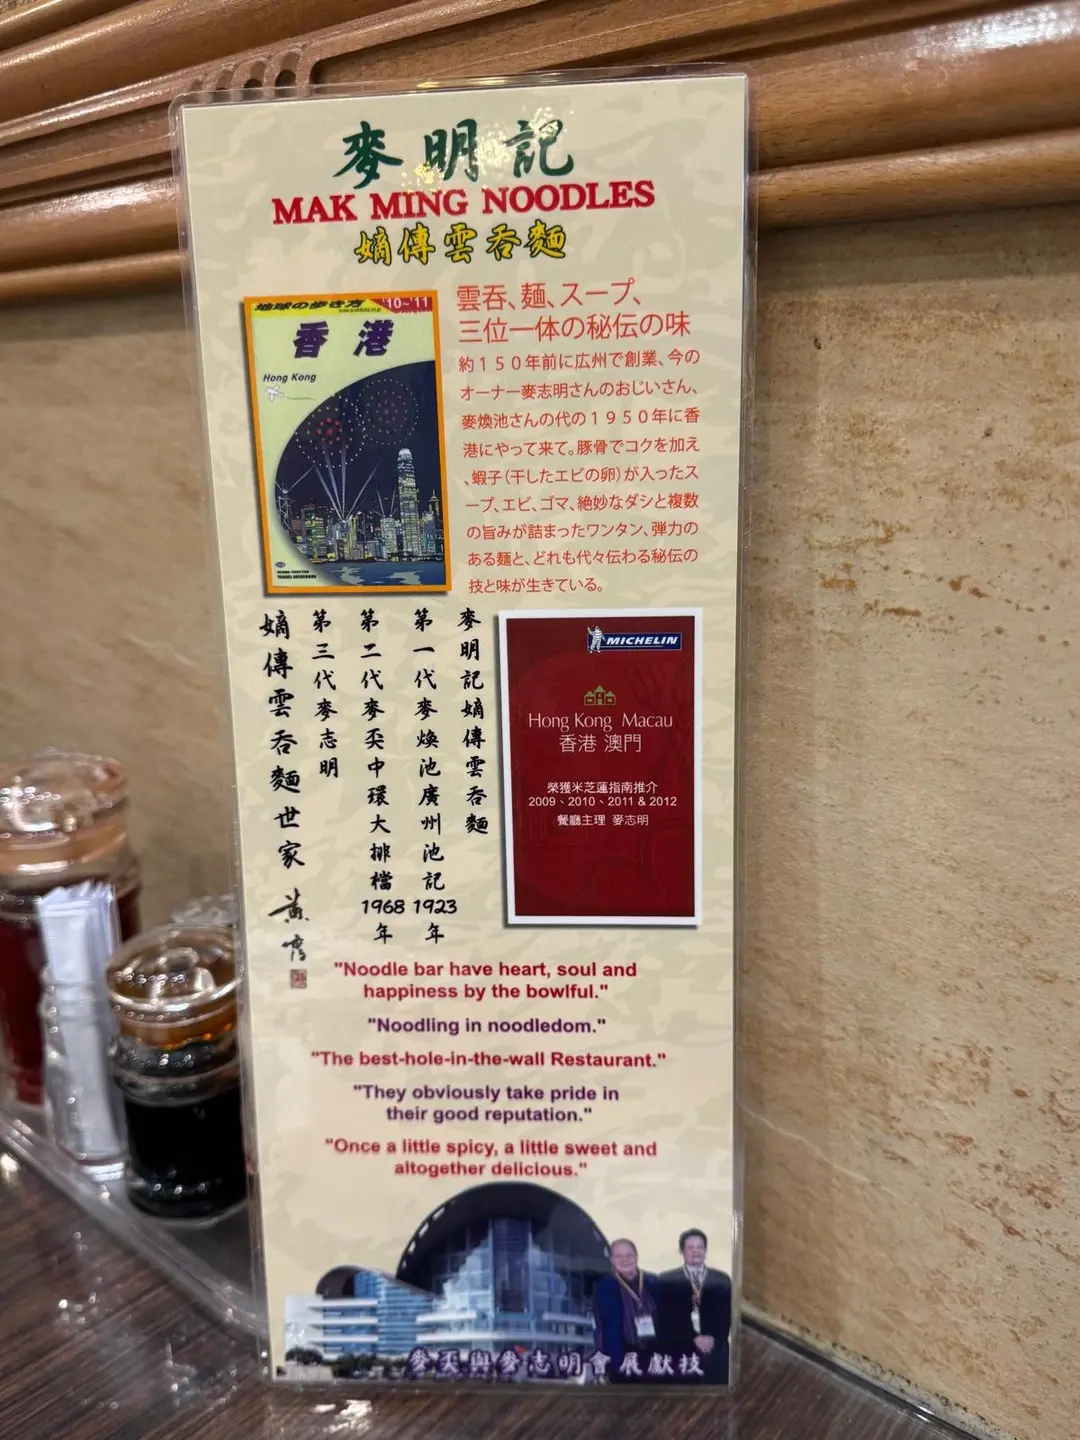 麥明記
MAK MING NOODLES
嫡傳雲吞麵
地球の歩き方 '10~'11
香港
Hong Kong
雲呑、麺、スープ、
三位一体の秘伝の味
約150年前に広州で創業、今の
オーナー麥志明さんのおじいさん、
麥煥池さんの代の1950年に香
港にやって来て。豚骨でコクを加え
、蝦子(干したエビの卵)が入ったス
ープ、エビ、ゴマ、絶妙なダシと複数
の旨みが詰まったワンタン、弾力の
ある麺と、どれも代々伝わる秘伝の
技と味が生きている。
麥明記嫡傳雲吞麵
第一代麥煥池廣州池記1923年
第二代麥奀中環大排檔1968年
第三代麥志明
嫡傳雲吞麵世家
MICHELIN
Hong Kong Macau
香港 澳門
榮獲米芝蓮指南推介
2009、2010、2011 & 2012
餐廳主理 麥志明
"Noodle bar have heart, soul and
happiness by the bowlful."
"Noodling in noodledom."
"The best-hole-in-the-wall Restaurant."
"They obviously take pride in
their good reputation."
"Once a little spicy, a little sweet and
altogether delicious."
麥奀與麥志明會展獻技